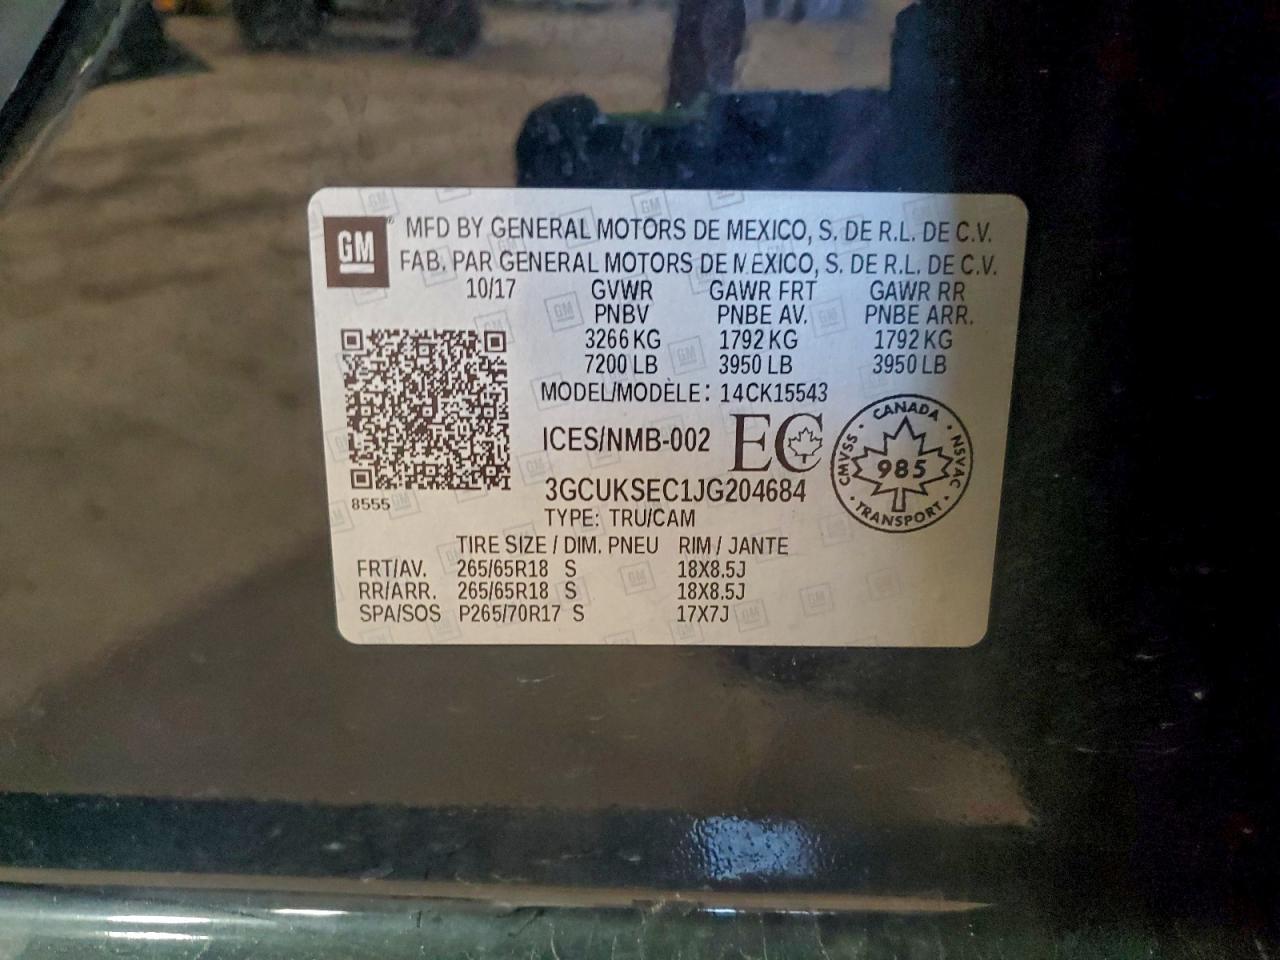 GM
MFD BY GENERAL MOTORS DE MEXICO, S. DE R.L. DE C.V.
FAB. PAR GENERAL MOTORS DE MEXICO, S. DE R.L. DE C.V.
10/17 GVWR GAWR FRT GAWR RR
PNBV PNBE AV. PNBE ARR.
3266 KG 1792 KG 1792 KG
7200 LB 3950 LB 3950 LB
MODEL/MODÈLE: 14CK15543
ICES/NMB-002 EC
CANADA
CMVSS 985 NSVAC
TRANSPORT
3GCUKSEC1JG204684
8555
TYPE: TRU/CAM
TIRE SIZE / DIM. PNEU RIM / JANTE
FRT/AV. 265/65R18 S 18X8.5J
RR/ARR. 265/65R18 S 18X8.5J
SPA/SOS P265/70R17 S 17X7J